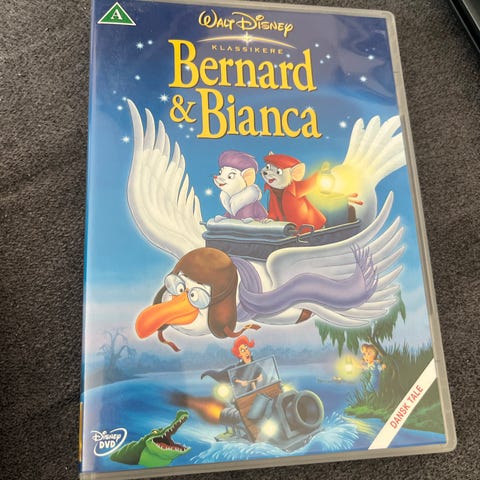 A
WALT DISNEY
KLASSIKERE
Bernard
& Bianca
DANSK TALE
Disney
DVD